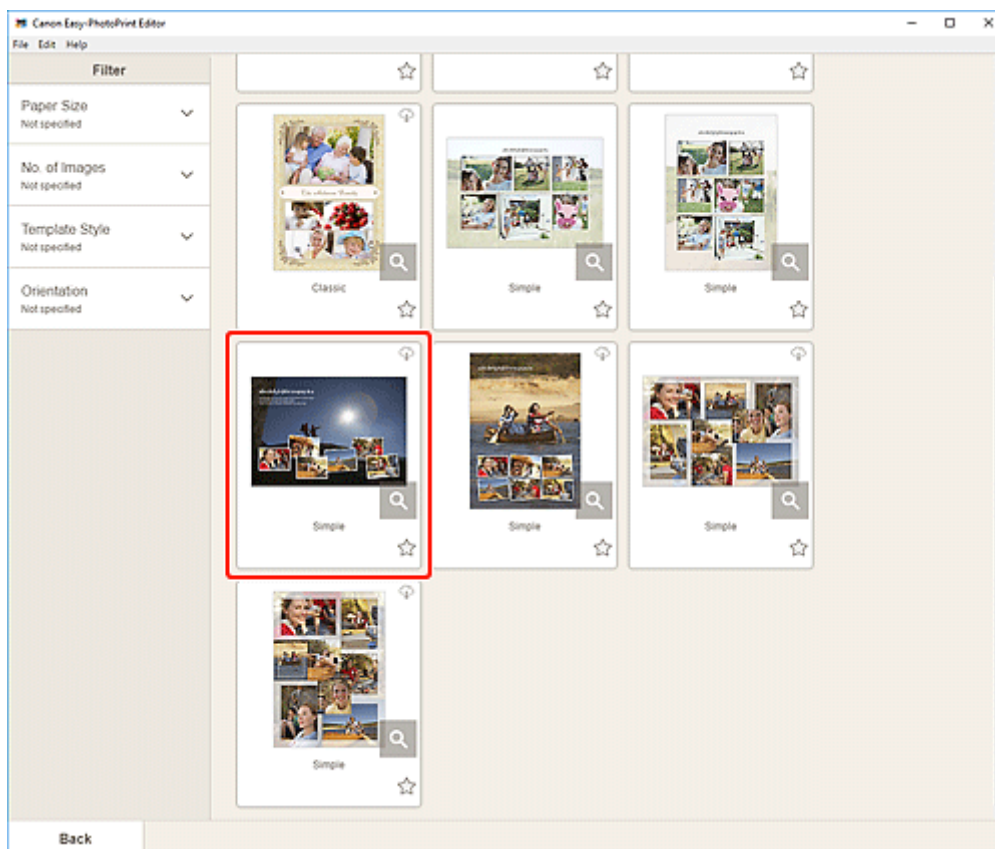 Canon Easy-PhotoPrint Editor
File Edit Help
Filter
Paper Size
Not specified
No. of Images
Not specified
Template Style
Not specified
Orientation
Not specified
Classic
Simple
Simple
Simple
Simple
Simple
Simple
Back